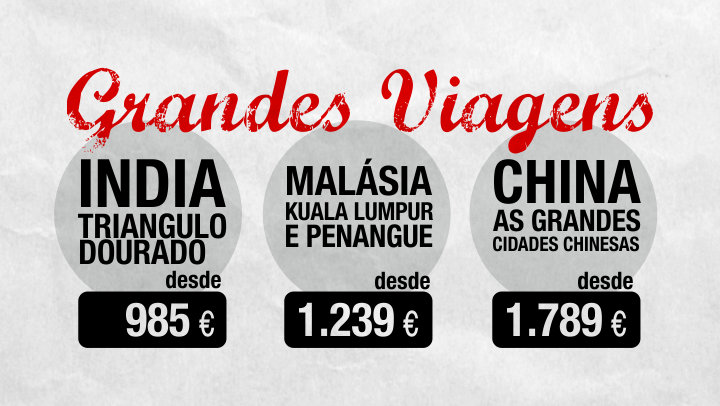 Grandes Viagens
INDIA
TRIANGULO
DOURADO
desde
985 €
MALÁSIA
KUALA LUMPUR
E PENANGUE
desde
1.239 €
CHINA
AS GRANDES
CIDADES CHINESAS
desde
1.789 €